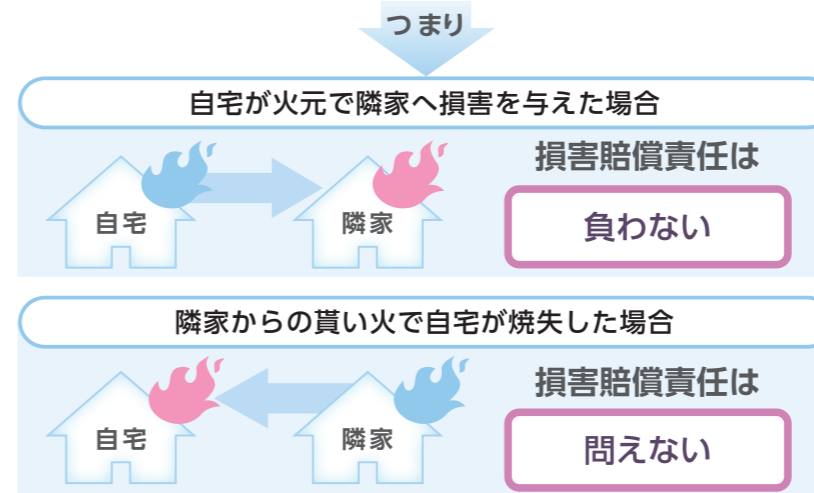 つまり
自宅が火元で隣家へ損害を与えた場合
自宅
隣家
損害賠償責任は
負わない
隣家からの貰い火で自宅が焼失した場合
自宅
隣家
損害賠償責任は
問えない